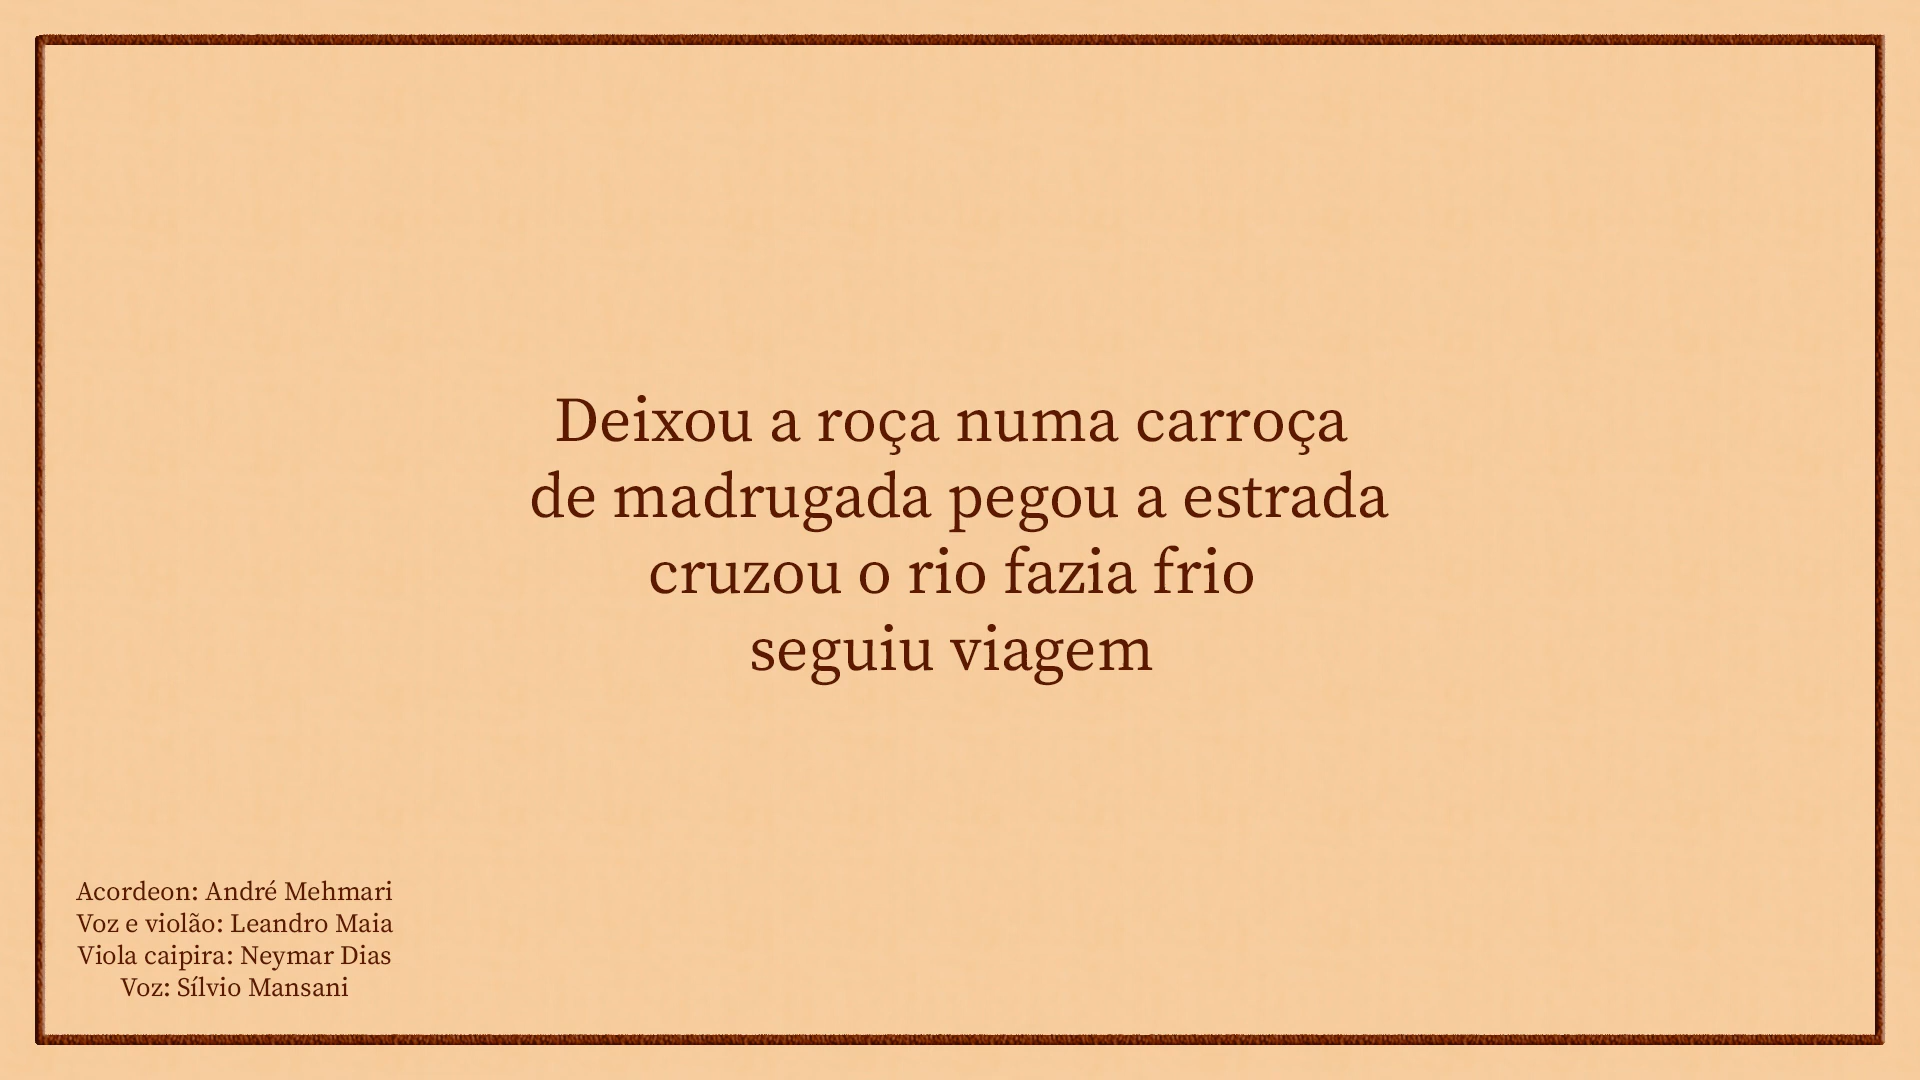 Deixou a roça numa carroça
de madrugada pegou a estrada
cruzou o rio fazia frio
seguiu viagem
Acordeon: André Mehmari
Voz e violão: Leandro Maia
Viola caipira: Neymar Dias
Voz: Sílvio Mansani